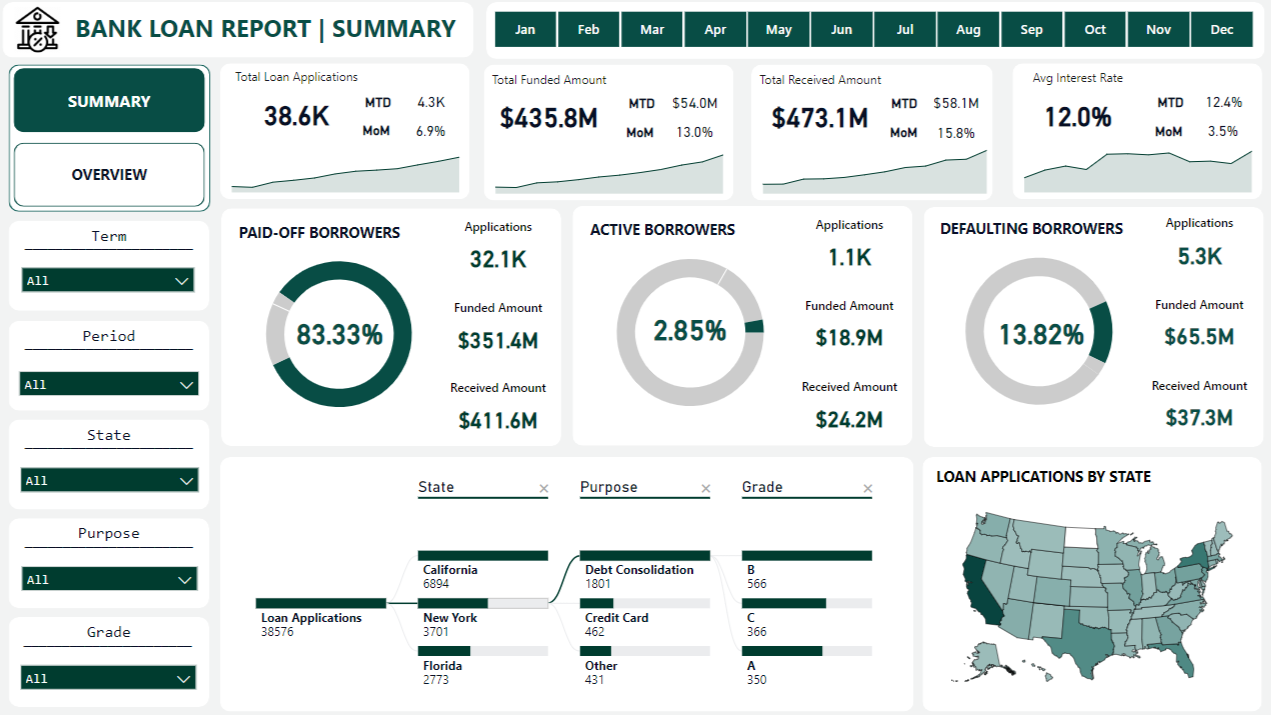 BANK LOAN REPORT | SUMMARY
Jan
Feb
Mar
Apr
May
Jun
Jul
Aug
Sep
Oct
Nov
Dec
SUMMARY
OVERVIEW
Total Loan Applications
38.6K
MTD 4.3K
MoM 6.9%
Total Funded Amount
$435.8M
MTD $54.0M
MoM 13.0%
Total Received Amount
$473.1M
MTD $58.1M
MoM 15.8%
Avg Interest Rate
12.0%
MTD 12.4%
MoM 3.5%
Term
All
Period
All
State
All
Purpose
All
Grade
All
PAID-OFF BORROWERS
83.33%
Applications
32.1K
Funded Amount
$351.4M
Received Amount
$411.6M
ACTIVE BORROWERS
2.85%
Applications
1.1K
Funded Amount
$18.9M
Received Amount
$24.2M
DEFAULTING BORROWERS
13.82%
Applications
5.3K
Funded Amount
$65.5M
Received Amount
$37.3M
Loan Applications
38576
State
California
6894
New York
3701
Florida
2773
Purpose
Debt Consolidation
1801
Credit Card
462
Other
431
Grade
B
566
C
366
A
350
LOAN APPLICATIONS BY STATE